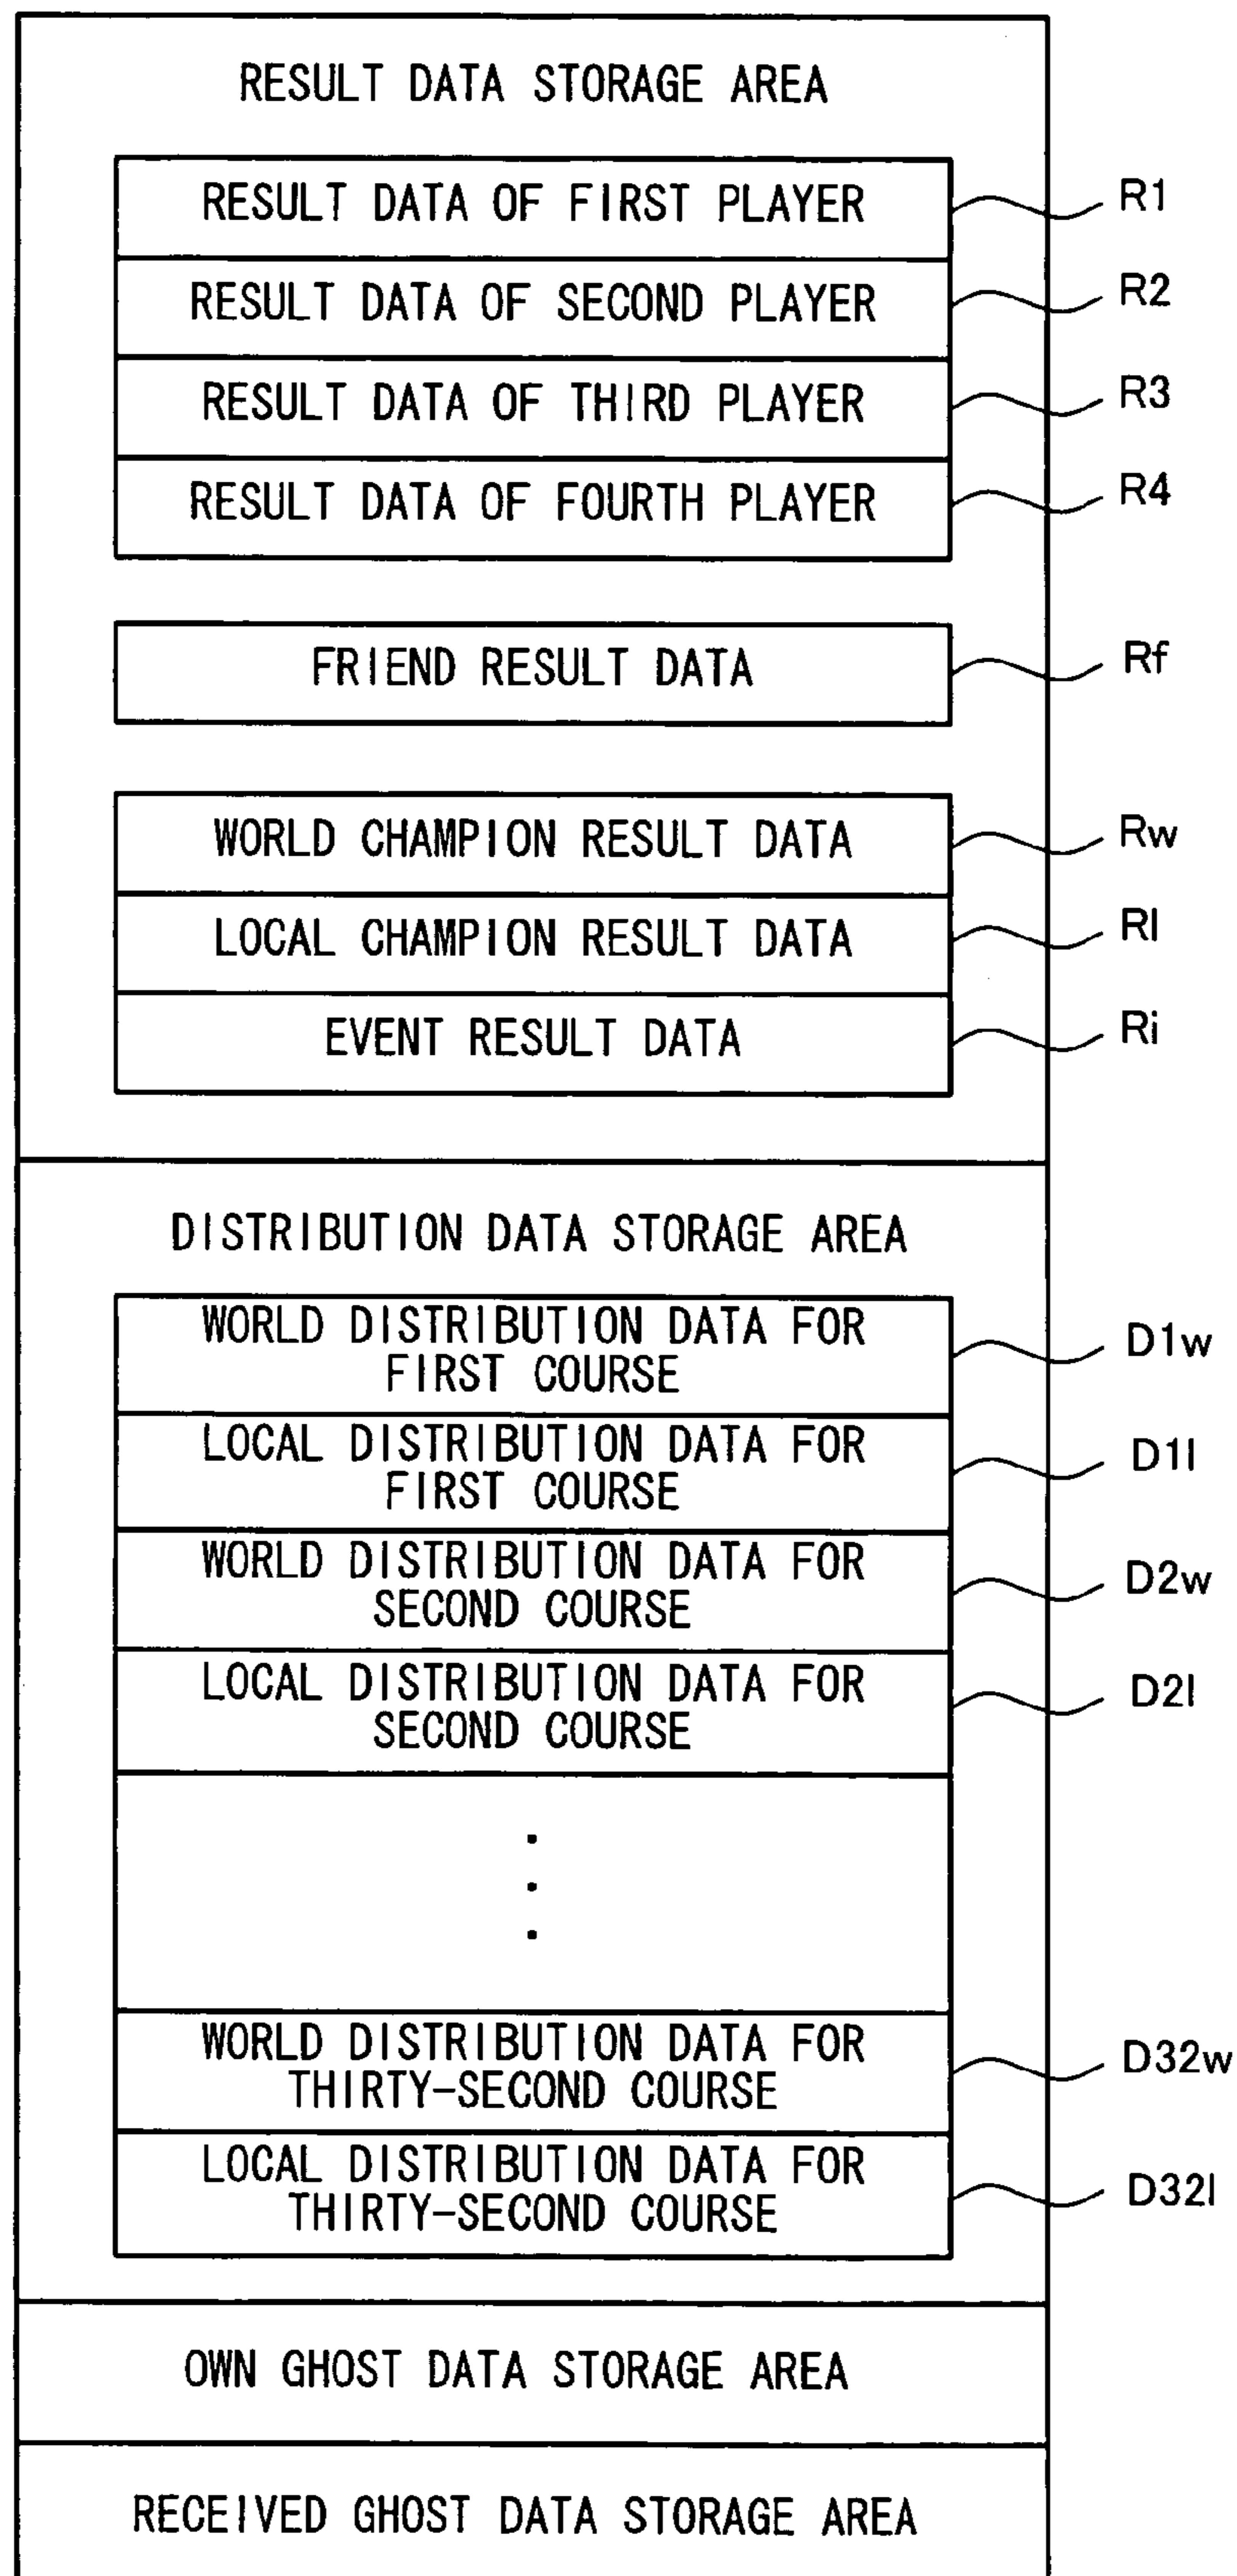 RESULT DATA STORAGE AREA
RESULT DATA OF FIRST PLAYER R1
RESULT DATA OF SECOND PLAYER R2
RESULT DATA OF THIRD PLAYER R3
RESULT DATA OF FOURTH PLAYER R4
FRIEND RESULT DATA Rf
WORLD CHAMPION RESULT DATA Rw
LOCAL CHAMPION RESULT DATA Rl
EVENT RESULT DATA Ri
DISTRIBUTION DATA STORAGE AREA
WORLD DISTRIBUTION DATA FOR
FIRST COURSE D1w
LOCAL DISTRIBUTION DATA FOR
FIRST COURSE D1l
WORLD DISTRIBUTION DATA FOR
SECOND COURSE D2w
LOCAL DISTRIBUTION DATA FOR
SECOND COURSE D2l
WORLD DISTRIBUTION DATA FOR
THIRTY-SECOND COURSE D32w
LOCAL DISTRIBUTION DATA FOR
THIRTY-SECOND COURSE D32l
OWN GHOST DATA STORAGE AREA
RECEIVED GHOST DATA STORAGE AREA